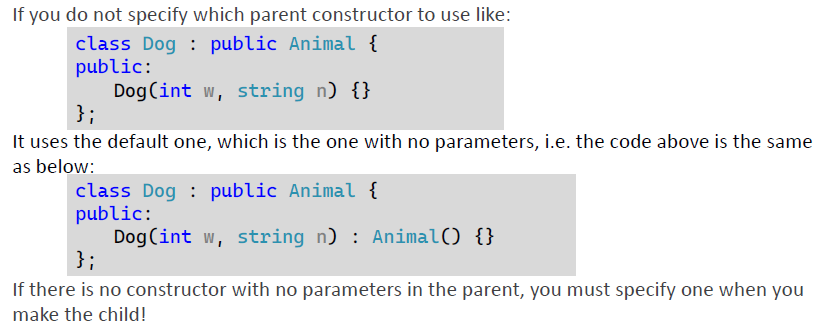 If you do not specify which parent constructor to use like:
class Dog : public Animal {
public:
    Dog(int w, string n) {}
};
It uses the default one, which is the one with no parameters, i.e. the code above is the same
as below:
class Dog : public Animal {
public:
    Dog(int w, string n) : Animal() {}
};
If there is no constructor with no parameters in the parent, you must specify one when you
make the child!